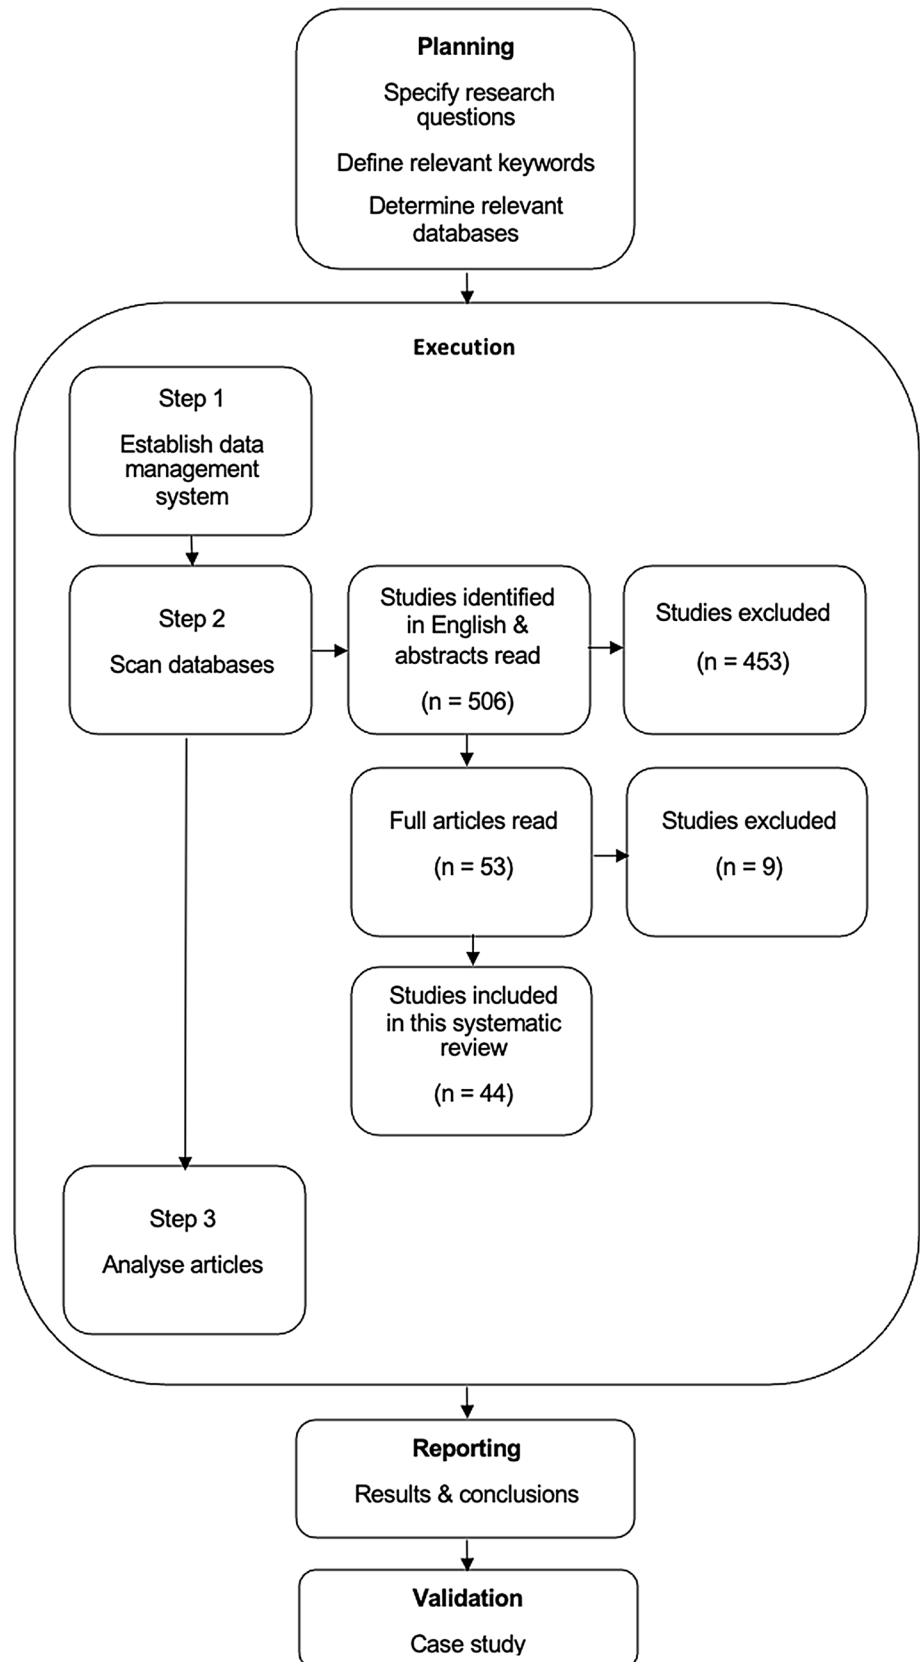 Planning
Specify research
questions
Define relevant keywords
Determine relevant
databases
Execution
Step 1
Establish data
management
system
Step 2
Scan databases
Studies identified
in English &
abstracts read
(n = 506)
Studies excluded
(n = 453)
Full articles read
(n = 53)
Studies excluded
(n = 9)
Studies included
in this systematic
review
(n = 44)
Step 3
Analyse articles
Reporting
Results & conclusions
Validation
Case study